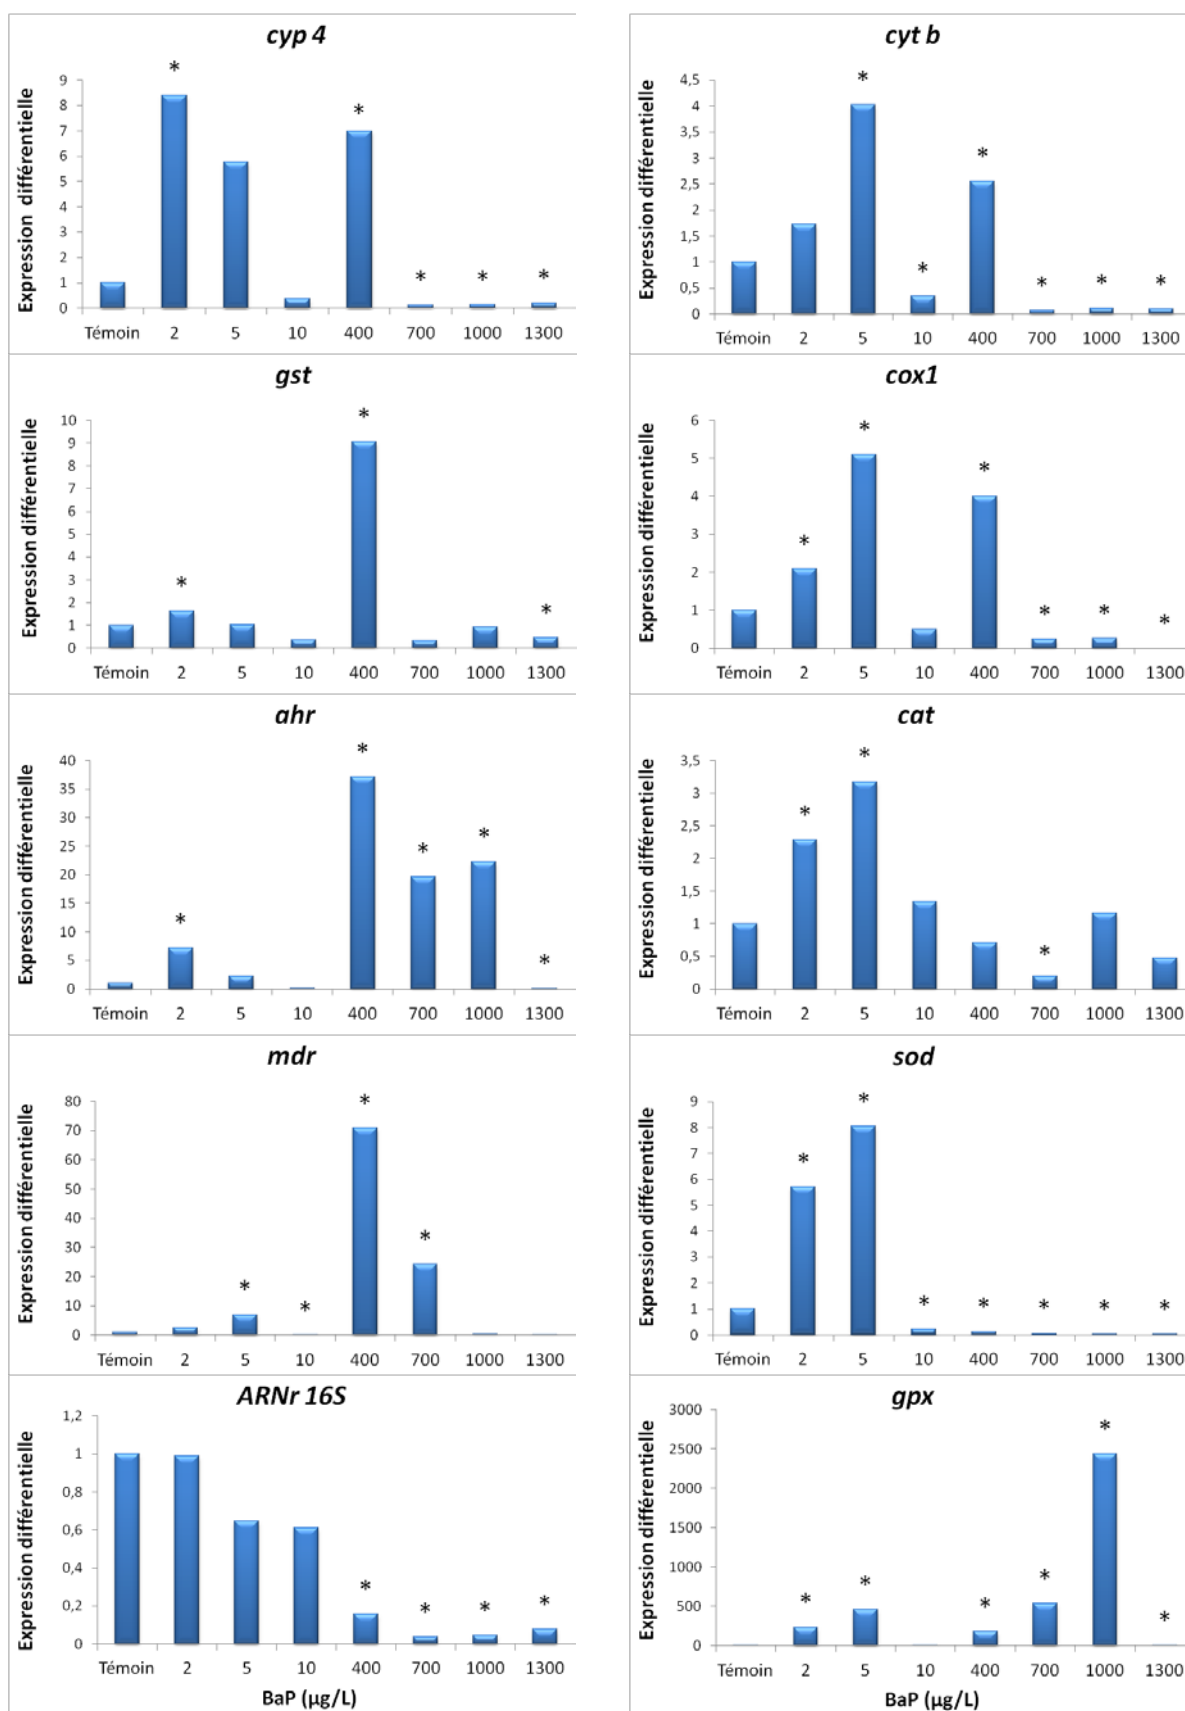 cyp 4
Expression différentielle
9
8
7
6
5
4
3
2
1
0
* * * * *
Témoin 2 5 10 400 700 1000 1300
cyt b
Expression différentielle
4,5
4
3,5
3
2,5
2
1,5
1
0,5
0
* * * * * *
Témoin 2 5 10 400 700 1000 1300
gst
Expression différentielle
10
9
8
7
6
5
4
3
2
1
0
* * *
Témoin 2 5 10 400 700 1000 1300
cox1
Expression différentielle
6
5
4
3
2
1
0
* * * * * *
Témoin 2 5 10 400 700 1000 1300
ahr
Expression différentielle
40
35
30
25
20
15
10
5
0
* * * * *
Témoin 2 5 10 400 700 1000 1300
cat
Expression différentielle
3,5
3
2,5
2
1,5
1
0,5
0
* * *
Témoin 2 5 10 400 700 1000 1300
mdr
Expression différentielle
80
70
60
50
40
30
20
10
0
* * * *
Témoin 2 5 10 400 700 1000 1300
sod
Expression différentielle
9
8
7
6
5
4
3
2
1
0
* * * * * * *
Témoin 2 5 10 400 700 1000 1300
ARNr 16S
Expression différentielle
1,2
1
0,8
0,6
0,4
0,2
0
* * * *
Témoin 2 5 10 400 700 1000 1300
BaP (µg/L)
gpx
Expression différentielle
3000
2500
2000
1500
1000
500
0
* * * * * *
Témoin 2 5 10 400 700 1000 1300
BaP (µg/L)